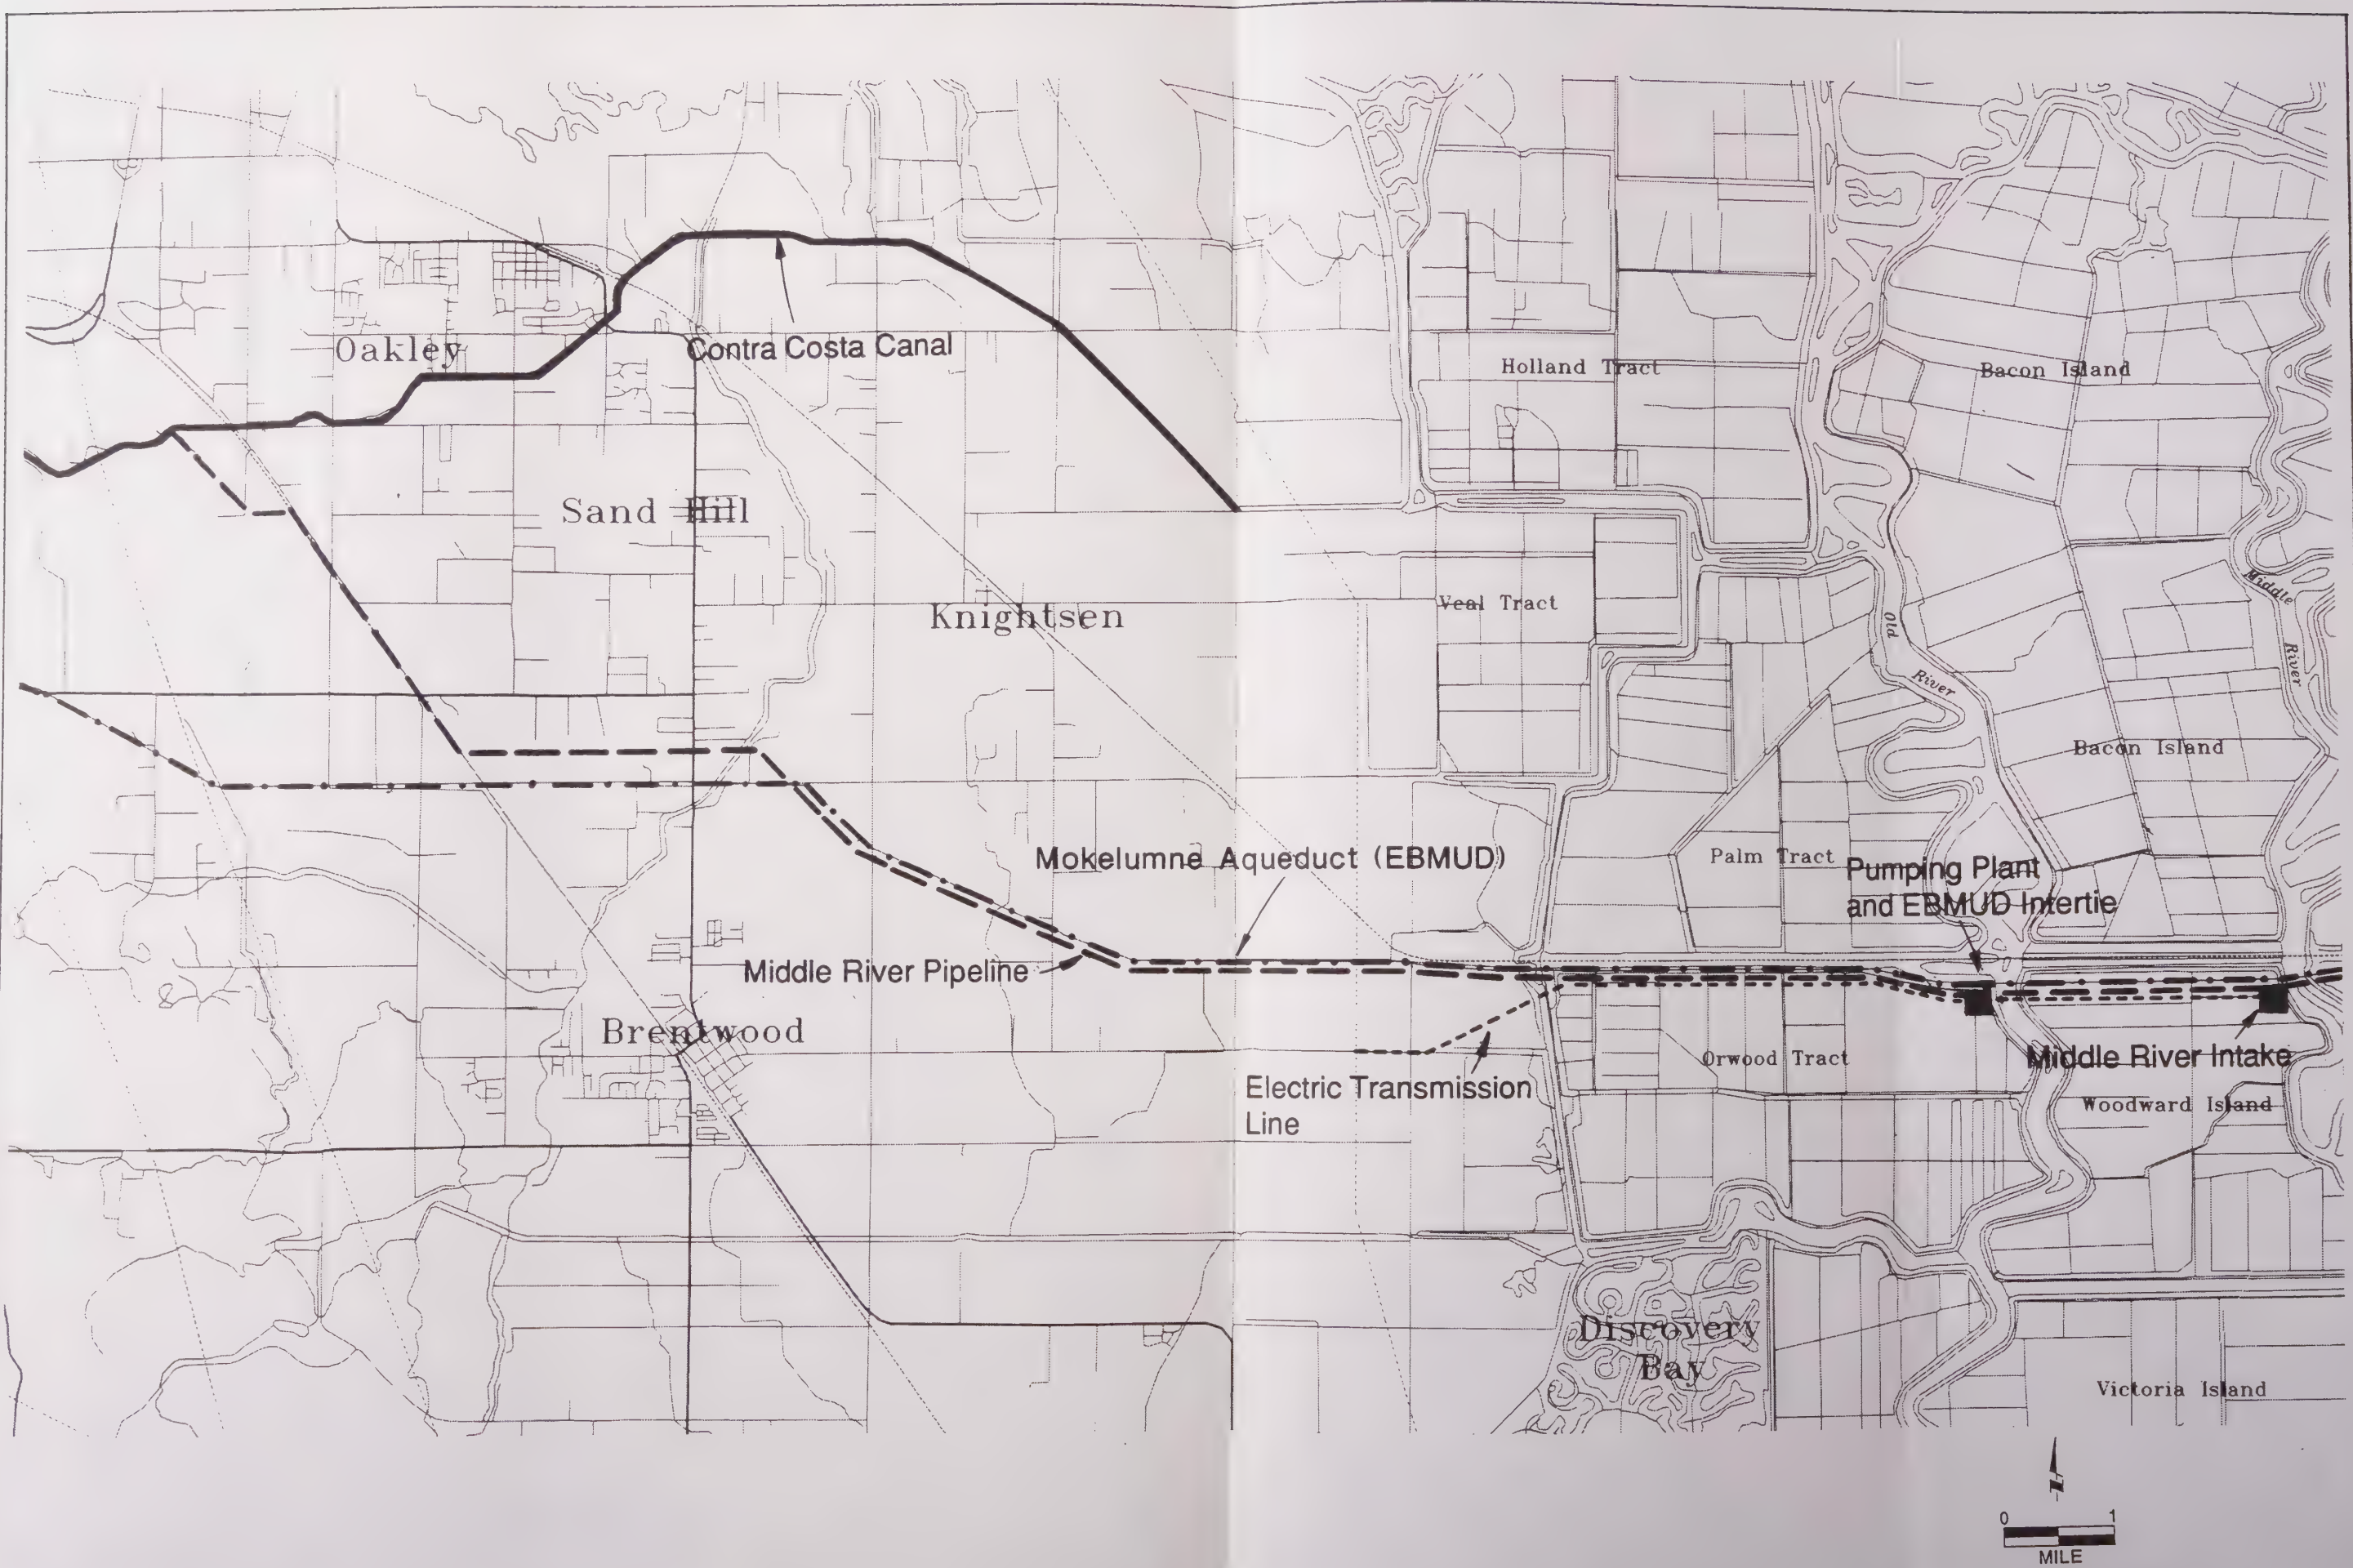 Oakley
Contra Costa Canal
Holland Tract
Bacon Island
Sand Hill
Middle
River
Knightsen
Veal Tract
Old
River
Bacon Island
Mokelumne Aqueduct (EBMUD)
Palm Tract
Pumping Plant
and EBMUD Intertie
Middle River Pipeline
Brentwood
Electric Transmission
Line
Orwood Tract
Middle River Intake
Woodward Island
Discovery
Bay
Victoria Island
N
0 1
MILE